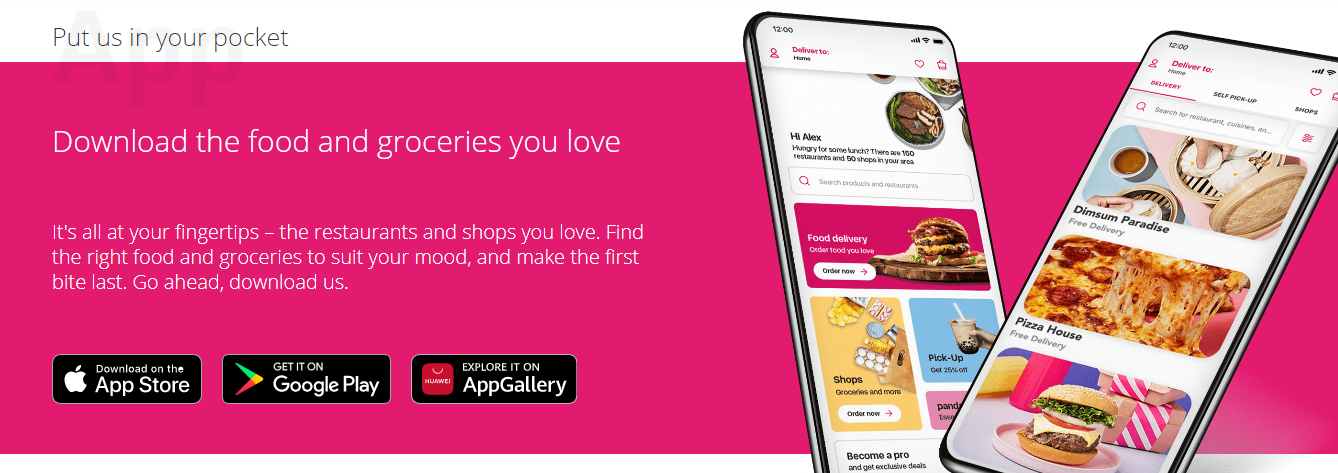 App
Put us in your pocket
Download the food and groceries you love
It's all at your fingertips – the restaurants and shops you love. Find
the right food and groceries to suit your mood, and make the first
bite last. Go ahead, download us.
Download on the
App Store
GET IT ON
Google Play
HUAWEI
EXPLORE IT ON
AppGallery
12:00
Deliver to:
Home
Hi Alex
Hungry for some lunch? There are 150
restaurants and 50 shops in your area
Search products and restaurants
Food delivery
Order food you love
Order now →
Shops
Groceries and more
Order now →
Pick-Up
Get 25% off
Become a pro
and get exclusive deals
12:00
Deliver to:
Home
DELIVERY
SELF PICK-UP
SHOPS
Search for restaurant, cuisines, an...
Dimsum Paradise
Free Delivery
Pizza House
Free Delivery